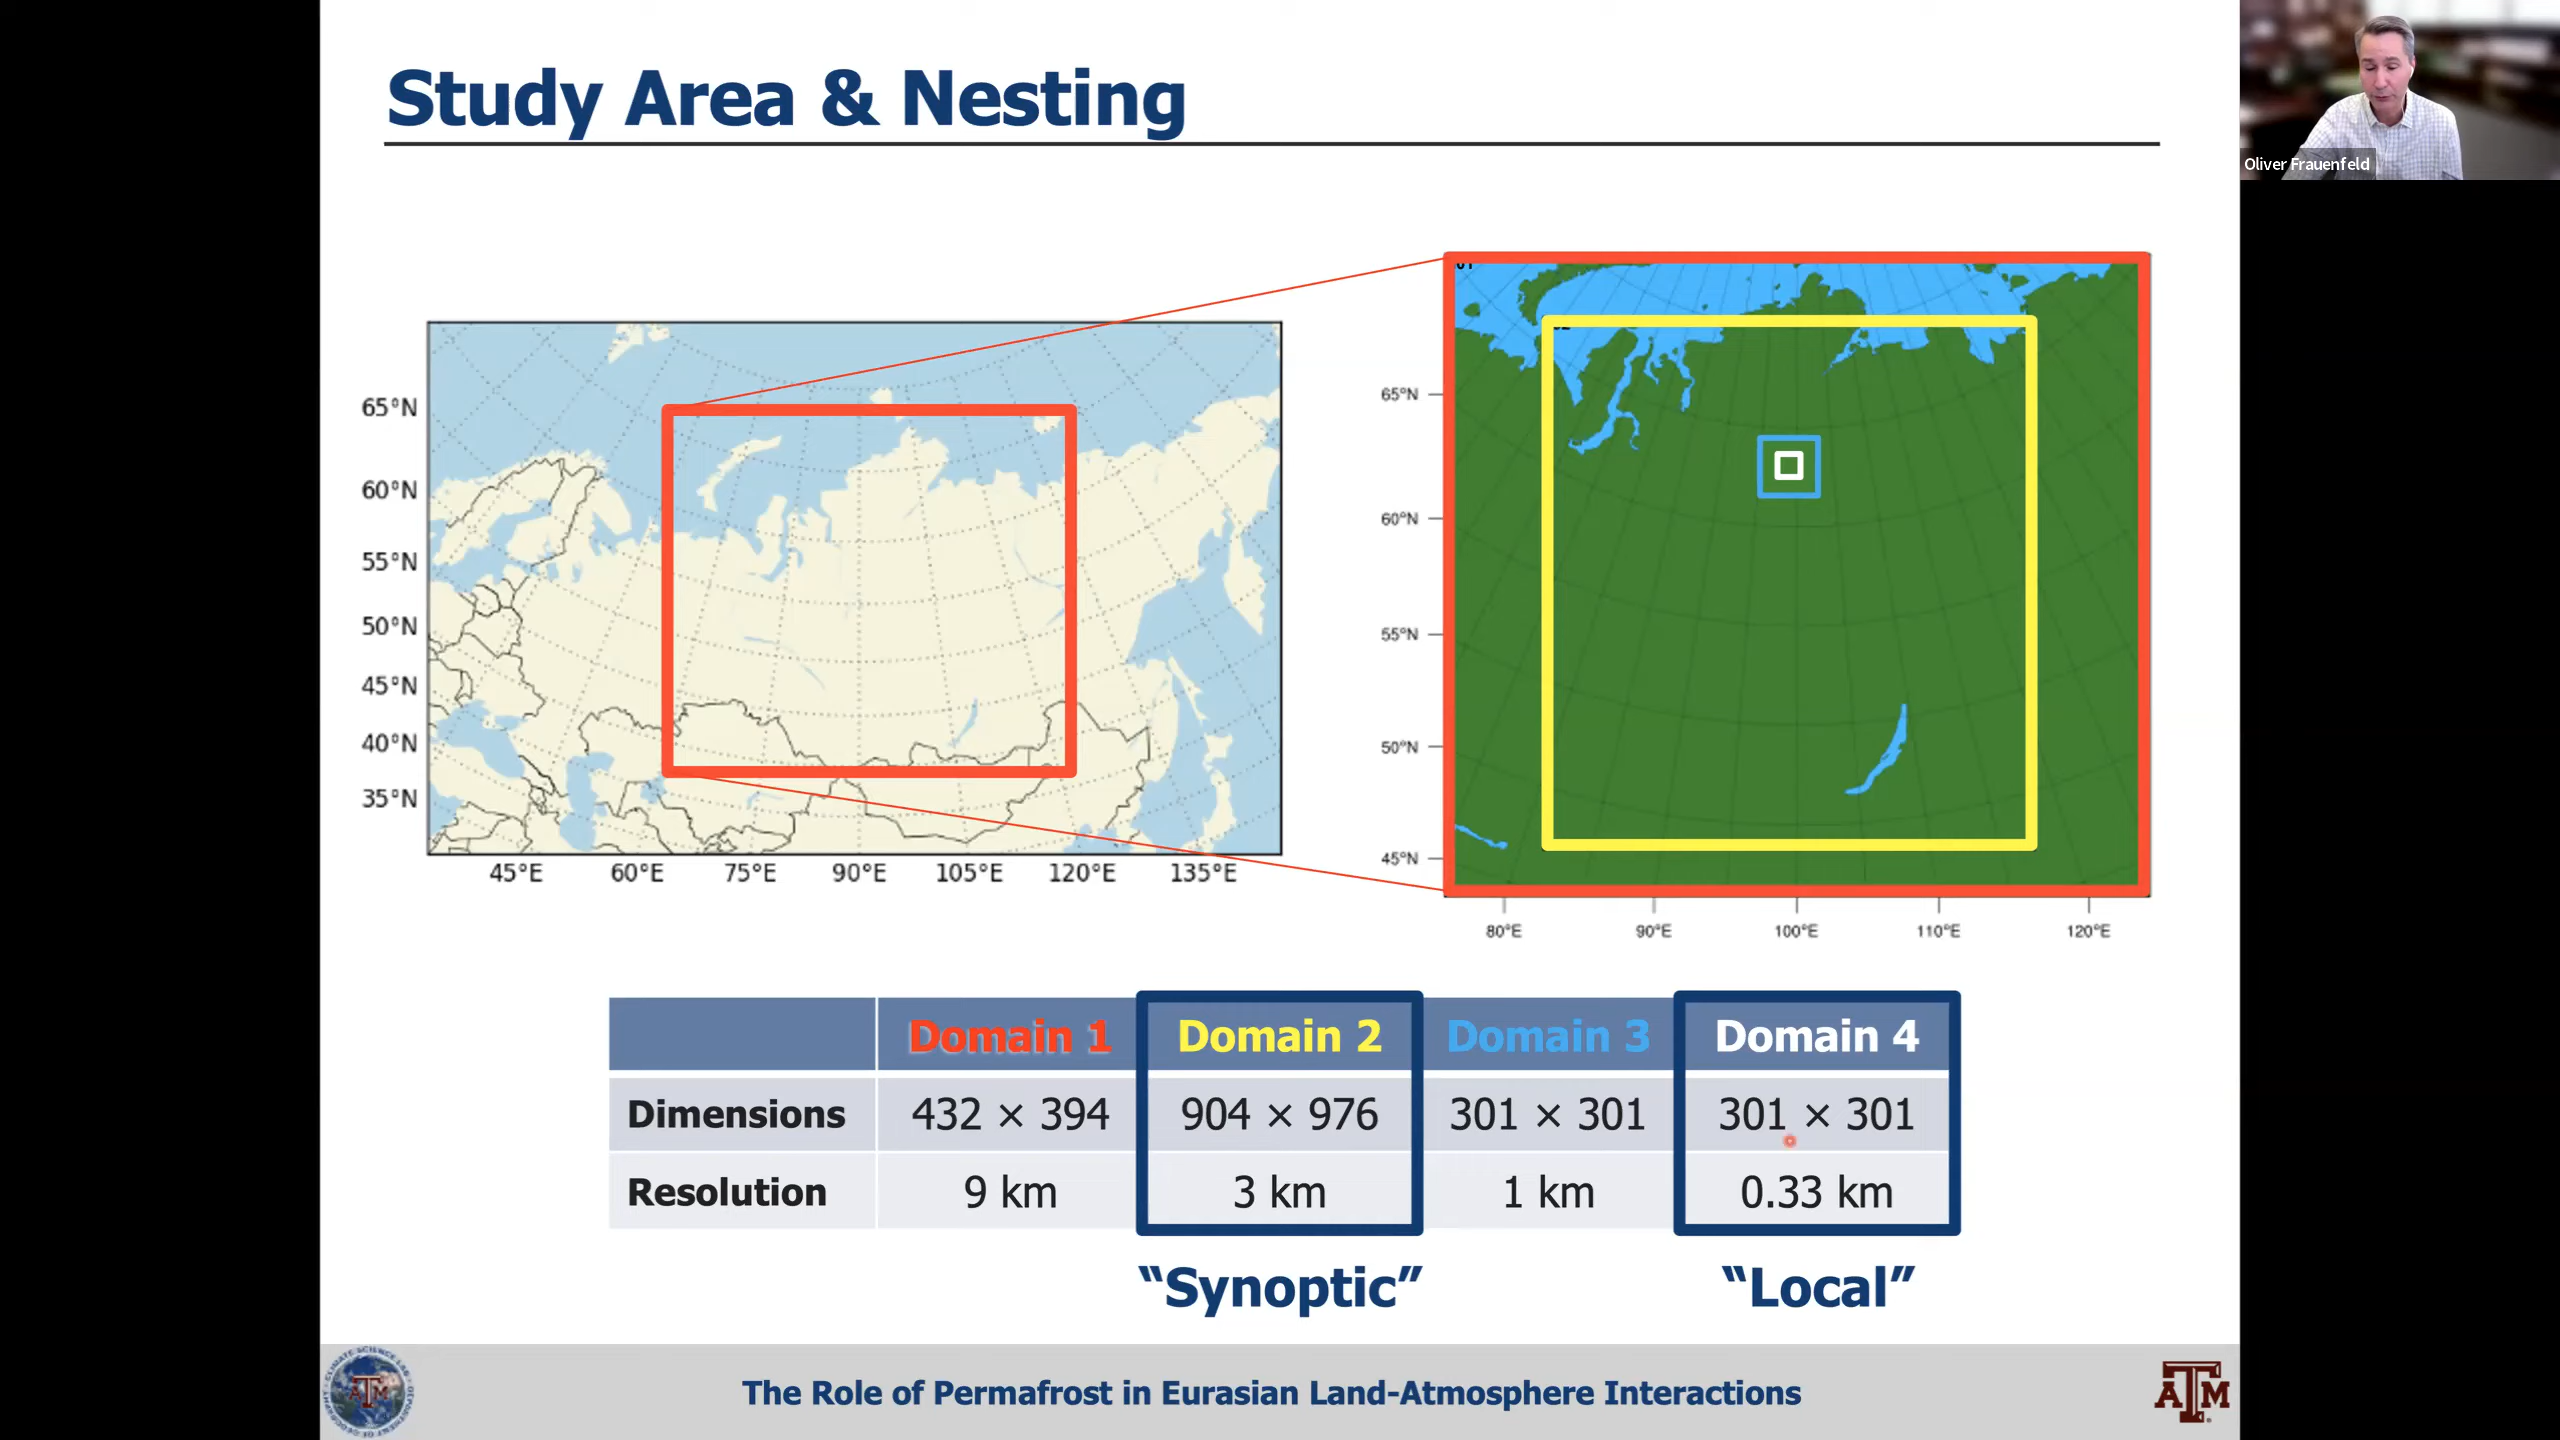 Study Area & Nesting
Oliver Frauenfeld
65°N
60°N
55°N
50°N
45°N
40°N
35°N
45°E 60°E 75°E 90°E 105°E 120°E 135°E
65°N
60°N
55°N
50°N
45°N
80°E 90°E 100°E 110°E 120°E
Domain 1 Domain 2 Domain 3 Domain 4
Dimensions 432 × 394 904 × 976 301 × 301 301 × 301
Resolution 9 km 3 km 1 km 0.33 km
“Synoptic” “Local”
The Role of Permafrost in Eurasian Land-Atmosphere Interactions
ATM